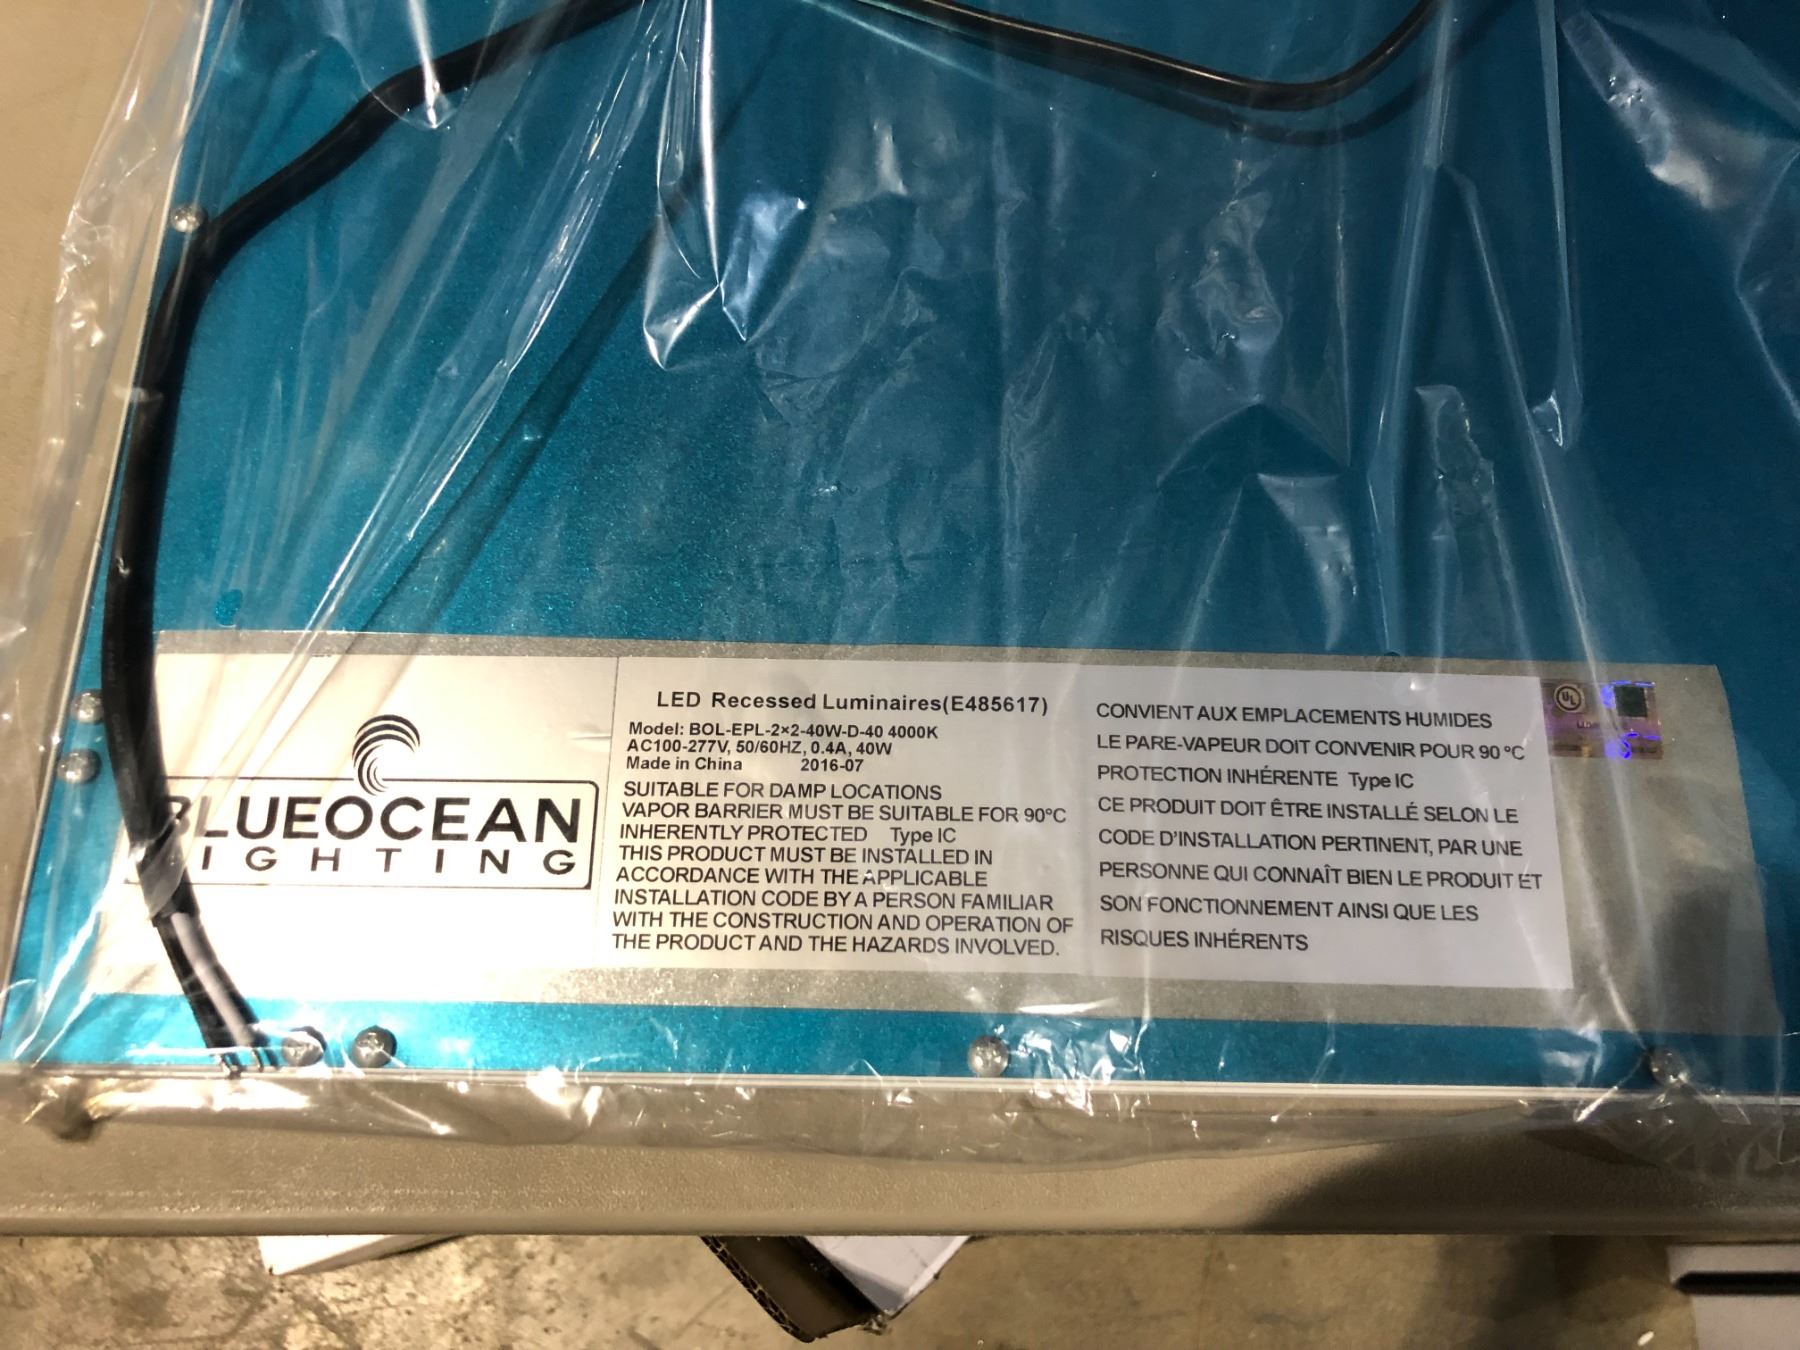 BLUEOCEAN
LIGHTING
LED Recessed Luminaires(E485617)
Model: BOL-EPL-2×2-40W-D-40 4000K
AC100-277V, 50/60HZ, 0.4A, 40W
Made in China 2016-07
SUITABLE FOR DAMP LOCATIONS
VAPOR BARRIER MUST BE SUITABLE FOR 90°C
INHERENTLY PROTECTED Type IC
THIS PRODUCT MUST BE INSTALLED IN
ACCORDANCE WITH THE APPLICABLE
INSTALLATION CODE BY A PERSON FAMILIAR
WITH THE CONSTRUCTION AND OPERATION OF
THE PRODUCT AND THE HAZARDS INVOLVED.
CONVIENT AUX EMPLACEMENTS HUMIDES
LE PARE-VAPEUR DOIT CONVENIR POUR 90 °C
PROTECTION INHÉRENTE Type IC
CE PRODUIT DOIT ÊTRE INSTALLÉ SELON LE
CODE D'INSTALLATION PERTINENT, PAR UNE
PERSONNE QUI CONNAÎT BIEN LE PRODUIT ET
SON FONCTIONNEMENT AINSI QUE LES
RISQUES INHÉRENTS
UL